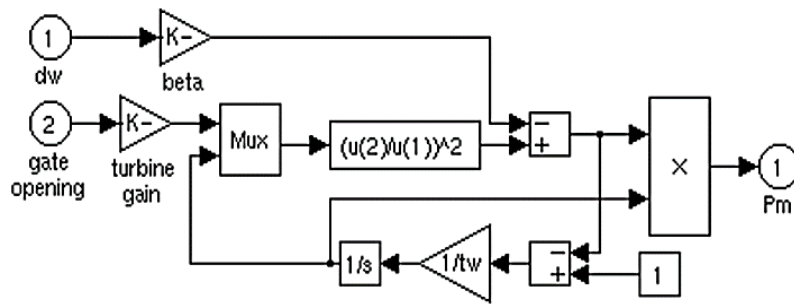 1
dw
K-
beta
2
gate
opening
K-
turbine
gain
Mux
(u(2)/u(1))^2
−
+
×
1
Pm
1/s
1/tw
−
+
1